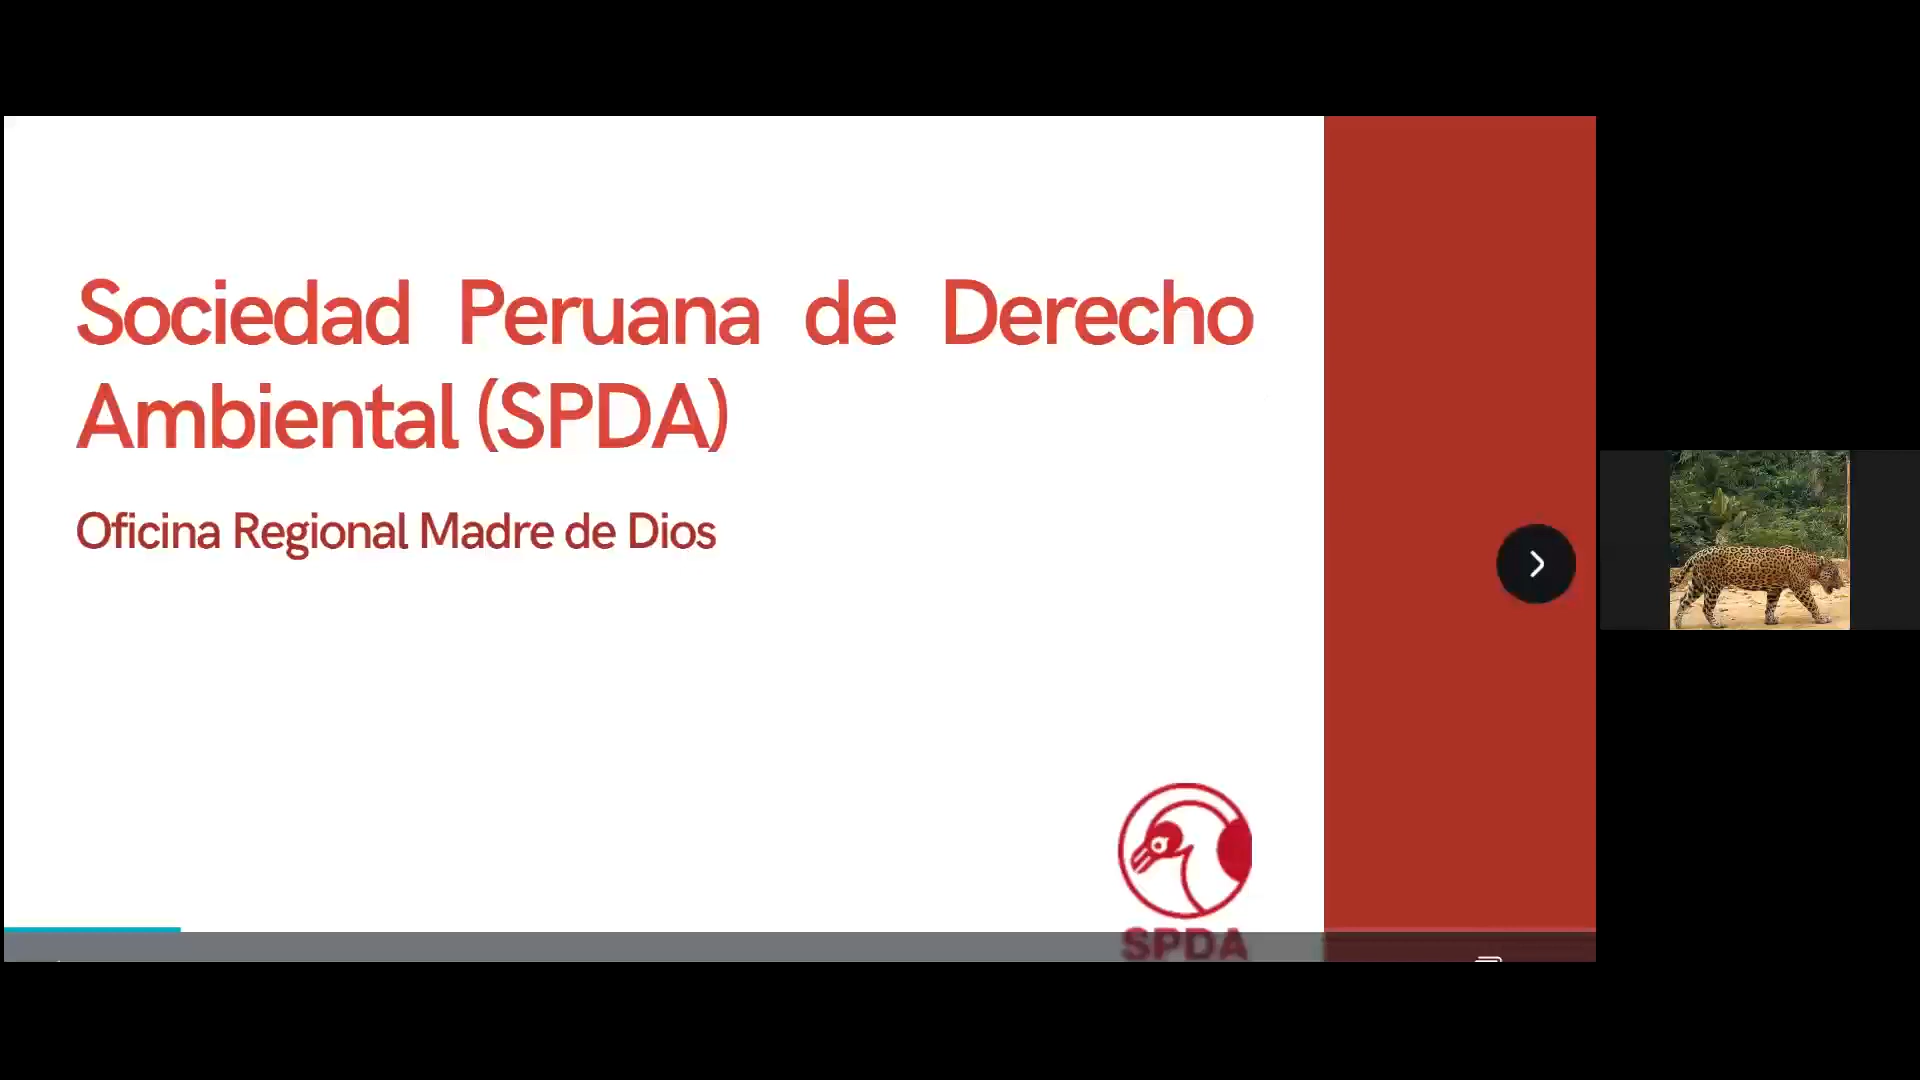 Sociedad Peruana de Derecho
Ambiental (SPDA)
Oficina Regional Madre de Dios
SPDA